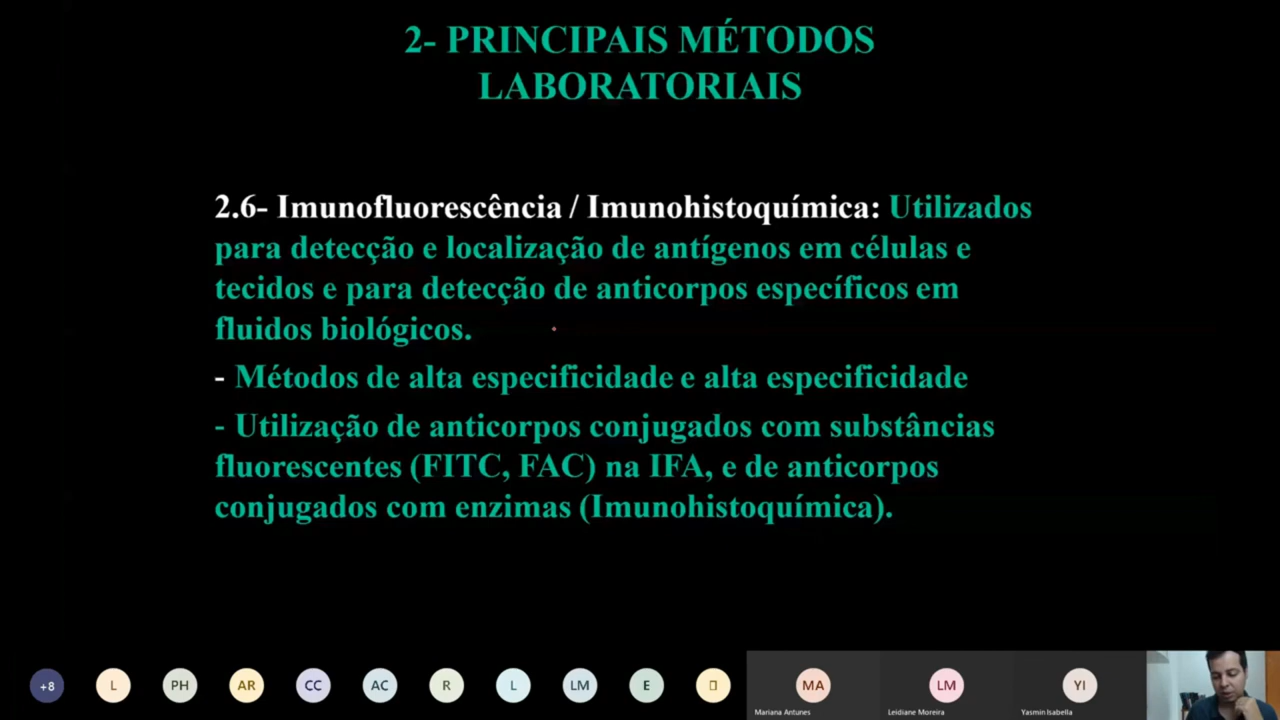 2- PRINCIPAIS MÉTODOS
LABORATORIAIS
2.6- Imunofluorescência / Imunohistoquímica: Utilizados
para detecção e localização de antígenos em células e
tecidos e para detecção de anticorpos específicos em
fluidos biológicos.
- Métodos de alta especificidade e alta especificidade
- Utilização de anticorpos conjugados com substâncias
fluorescentes (FITC, FAC) na IFA, e de anticorpos
conjugados com enzimas (Imunohistoquímica).
+8 L PH AR CC AC R L LM E MA LM YI
Mariana Antunes Leidiane Moreira Yasmin Isabella